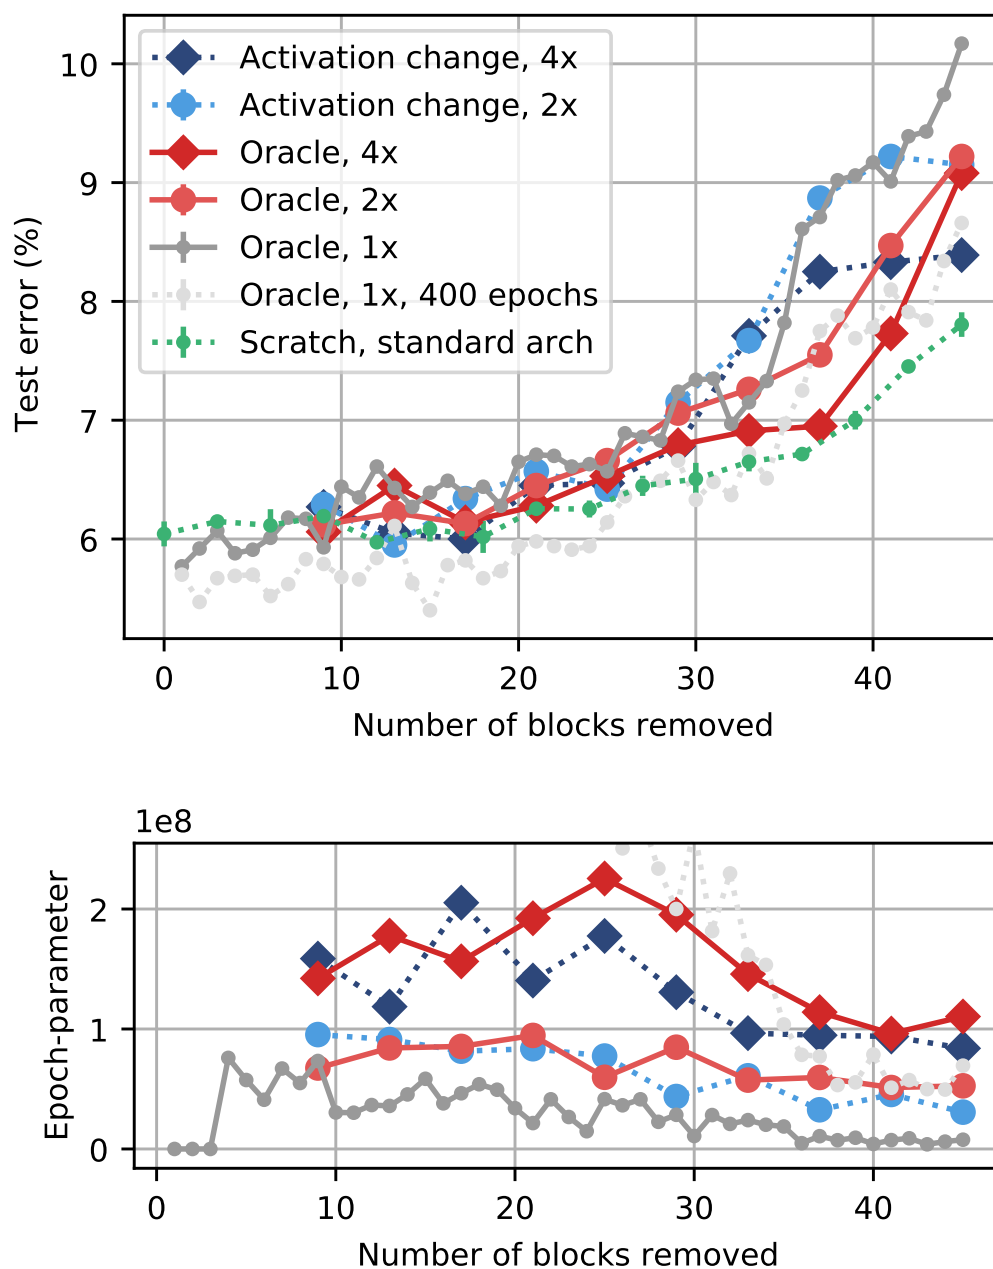 10
9
8
7
6
Test error (%)
Activation change, 4x
Activation change, 2x
Oracle, 4x
Oracle, 2x
Oracle, 1x
Oracle, 1x, 400 epochs
Scratch, standard arch
0 10 20 30 40
Number of blocks removed
1e8
2
1
0
Epoch-parameter
0 10 20 30 40
Number of blocks removed